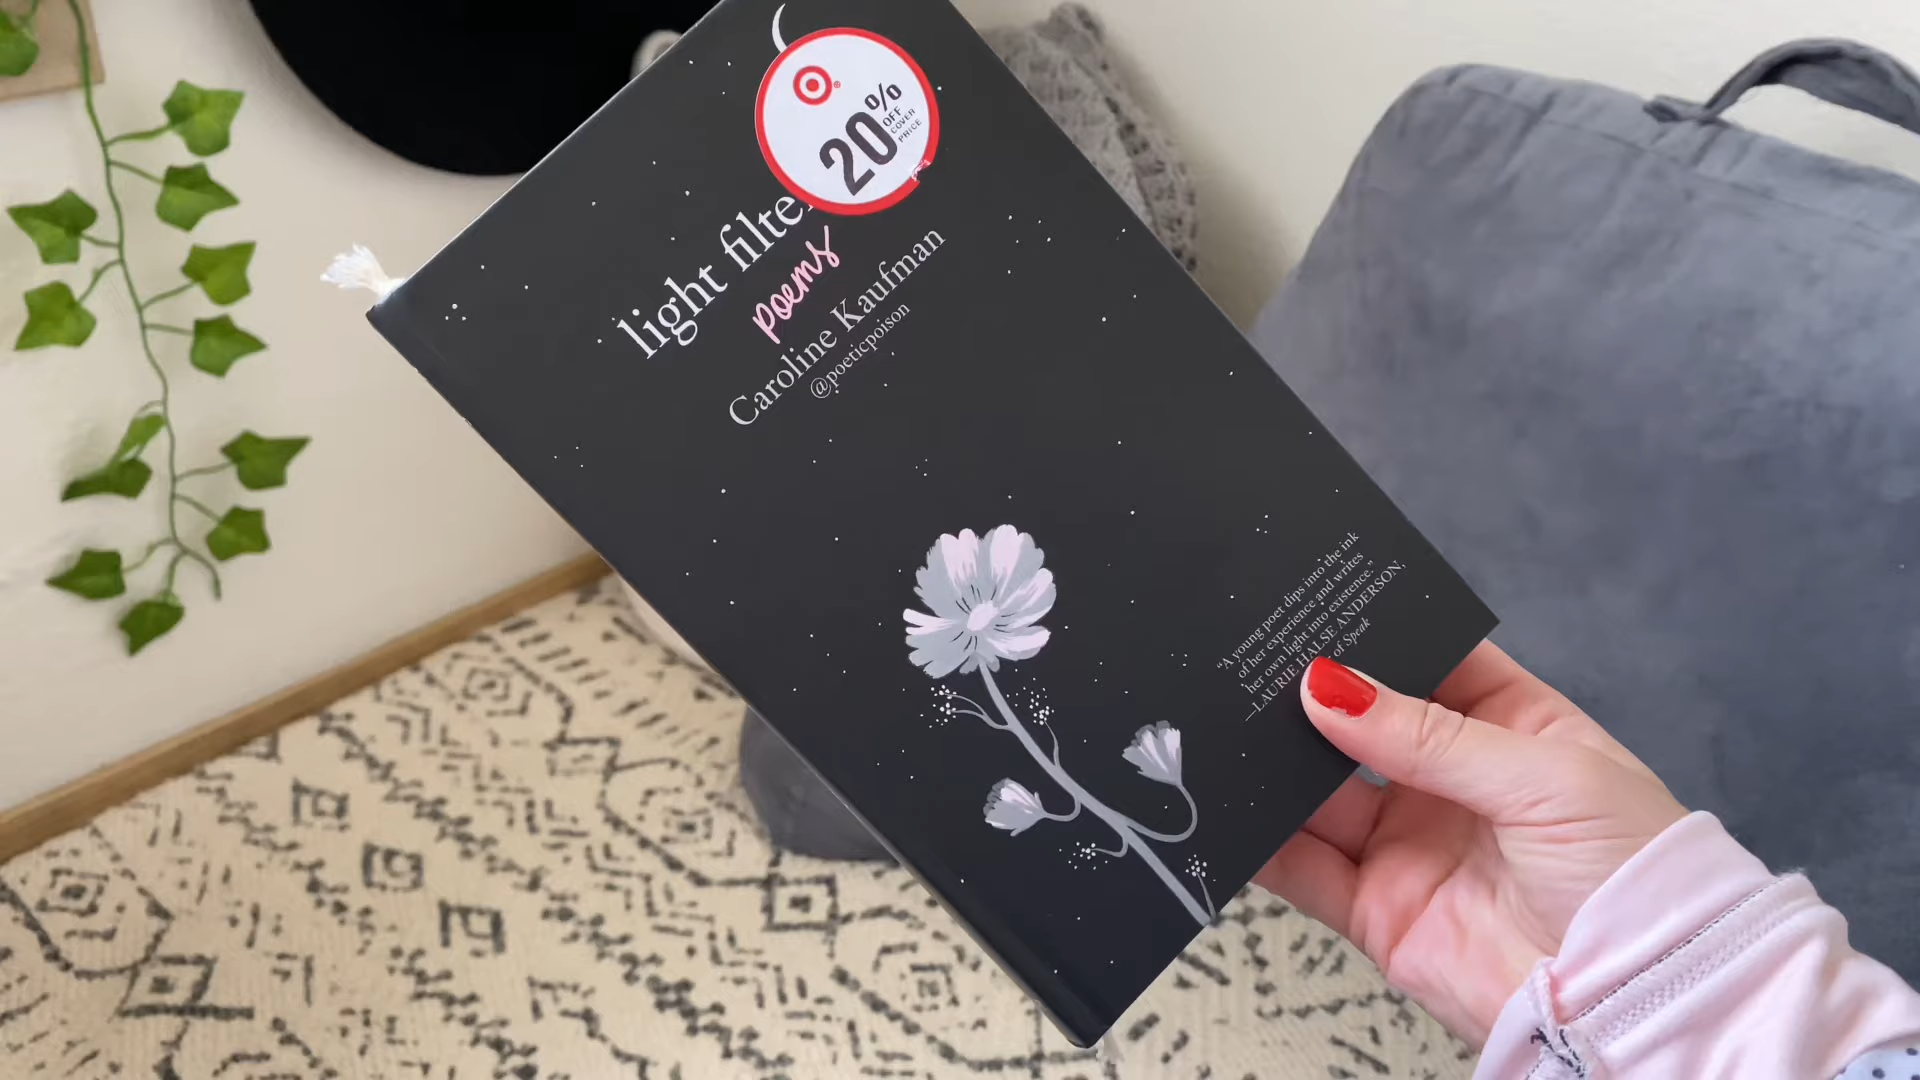 20%
OFF
COVER
PRICE
light filte
poems
Caroline Kaufman
@poeticpoison
“A young poet dips into the ink
of her experience and writes
her own light into existence.”
—LAURIE HALSE ANDERSON,
of Speak